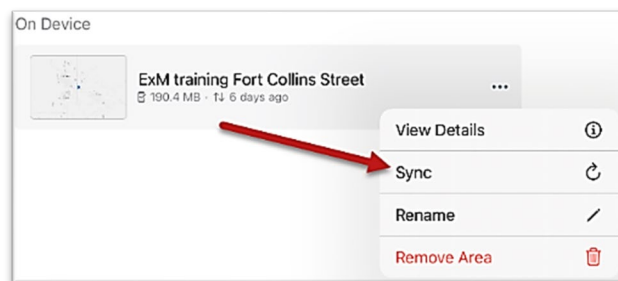 On Device
ExM training Fort Collins Street
190.4 MB · ↑↓ 6 days ago
View Details
Sync
Rename
Remove Area